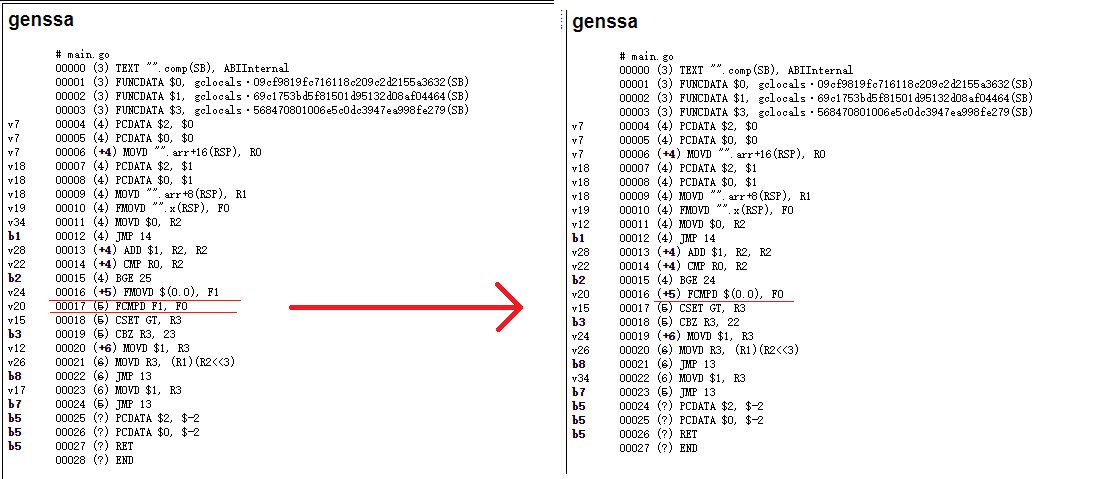 genssa
# main.go
00000 (3) TEXT "".comp(SB), ABIInternal
00001 (3) FUNCDATA $0, gclocals·09cf9819fc716118c209c2d2155a3632(SB)
00002 (3) FUNCDATA $1, gclocals·69c1753bd5f81501d95132d08af04464(SB)
00003 (3) FUNCDATA $3, gclocals·568470801006e5c0dc3947ea998fe279(SB)
v7 00004 (4) PCDATA $2, $0
v7 00005 (4) PCDATA $0, $0
v7 00006 (+4) MOVD "".arr+16(RSP), R0
v18 00007 (4) PCDATA $2, $1
v18 00008 (4) PCDATA $0, $1
v18 00009 (4) MOVD "".arr+8(RSP), R1
v19 00010 (4) FMOVD "".x(RSP), F0
v34 00011 (4) MOVD $0, R2
b1 00012 (4) JMP 14
v28 00013 (+4) ADD $1, R2, R2
v22 00014 (+4) CMP R0, R2
b2 00015 (4) BGE 25
v24 00016 (+5) FMOVD $(0.0), F1
v20 00017 (5) FCMPD F1, F0
v15 00018 (5) CSET GT, R3
b3 00019 (5) CBZ R3, 23
v12 00020 (+6) MOVD $1, R3
v26 00021 (6) MOVD R3, (R1)(R2<<3)
b8 00022 (6) JMP 13
v17 00023 (6) MOVD $1, R3
b7 00024 (5) JMP 13
b5 00025 (?) PCDATA $2, $-2
b5 00026 (?) PCDATA $0, $-2
b5 00027 (?) RET
00028 (?) END
genssa
# main.go
00000 (3) TEXT "".comp(SB), ABIInternal
00001 (3) FUNCDATA $0, gclocals·09cf9819fc716118c209c2d2155a3632(SB)
00002 (3) FUNCDATA $1, gclocals·69c1753bd5f81501d95132d08af04464(SB)
00003 (3) FUNCDATA $3, gclocals·568470801006e5c0dc3947ea998fe279(SB)
v7 00004 (4) PCDATA $2, $0
v7 00005 (4) PCDATA $0, $0
v7 00006 (+4) MOVD "".arr+16(RSP), R0
v18 00007 (4) PCDATA $2, $1
v18 00008 (4) PCDATA $0, $1
v18 00009 (4) MOVD "".arr+8(RSP), R1
v19 00010 (4) FMOVD "".x(RSP), F0
v12 00011 (4) MOVD $0, R2
b1 00012 (4) JMP 14
v28 00013 (+4) ADD $1, R2, R2
v22 00014 (+4) CMP R0, R2
b2 00015 (4) BGE 24
v20 00016 (+5) FCMPD $(0.0), F0
v15 00017 (5) CSET GT, R3
b3 00018 (5) CBZ R3, 22
v24 00019 (+6) MOVD $1, R3
v26 00020 (6) MOVD R3, (R1)(R2<<3)
b8 00021 (6) JMP 13
v34 00022 (6) MOVD $1, R3
b7 00023 (5) JMP 13
b5 00024 (?) PCDATA $2, $-2
b5 00025 (?) PCDATA $0, $-2
b5 00026 (?) RET
00027 (?) END